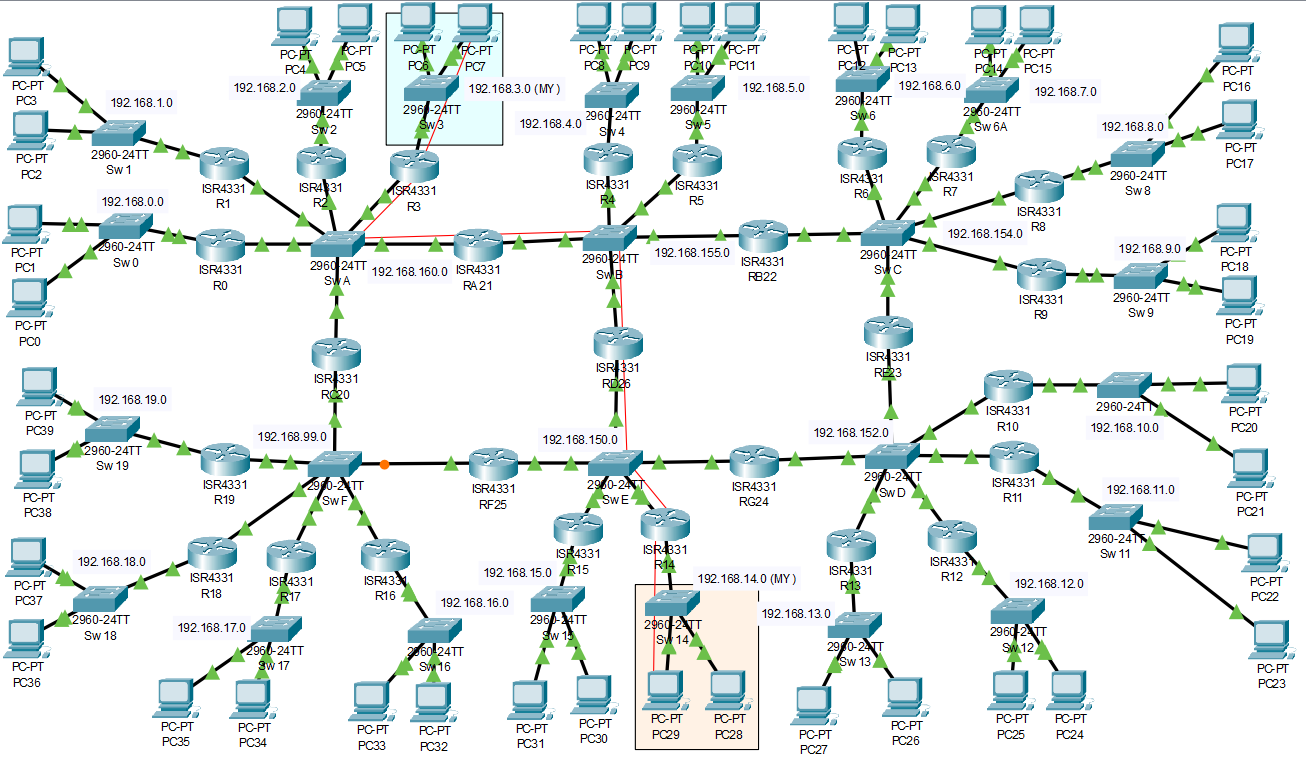 PC-PT
PC3
PC-PT
PC2
192.168.1.0
2960-24TT
Sw 1
ISR4331
R1
PC-PT
PC4
PC-PT
PC5
192.168.2.0
2960-24TT
Sw 2
ISR4331
R2
PC-PT
PC6
PC-PT
PC7
192.168.3.0 (MY)
2960-24TT
Sw 3
ISR4331
R3
PC-PT
PC8
PC-PT
PC9
192.168.4.0
2960-24TT
Sw 4
ISR4331
R4
PC-PT
PC10
PC-PT
PC11
192.168.5.0
2960-24TT
Sw 5
ISR4331
R5
PC-PT
PC12
PC-PT
PC13
192.168.6.0
2960-24TT
Sw 6
ISR4331
R6
PC-PT
PC14
PC-PT
PC15
192.168.7.0
2960-24TT
Sw 6A
ISR4331
R7
PC-PT
PC16
PC-PT
PC17
192.168.8.0
2960-24TT
Sw 8
ISR4331
R8
PC-PT
PC1
PC-PT
PC0
192.168.0.0
2960-24TT
Sw 0
ISR4331
R0
2960-24TT
Sw A
192.168.160.0
ISR4331
RA21
2960-24TT
Sw B
192.168.155.0
ISR4331
RB22
2960-24TT
Sw C
192.168.154.0
ISR4331
R9
192.168.9.0
2960-24TT
Sw 9
PC-PT
PC18
PC-PT
PC19
ISR4331
RC20
ISR4331
RD26
ISR4331
RE23
PC-PT
PC39
PC-PT
PC38
192.168.19.0
2960-24TT
Sw 19
ISR4331
R19
192.168.99.0
2960-24TT
Sw F
ISR4331
RF25
192.168.150.0
2960-24TT
Sw E
ISR4331
RG24
192.168.152.0
2960-24TT
Sw D
ISR4331
R10
2960-24TT
192.168.10.0
PC-PT
PC20
PC-PT
PC21
ISR4331
R11
192.168.11.0
2960-24TT
Sw 11
PC-PT
PC22
PC-PT
PC23
PC-PT
PC37
PC-PT
PC36
192.168.18.0
2960-24TT
Sw 18
ISR4331
R18
ISR4331
R17
192.168.17.0
2960-24TT
Sw 17
PC-PT
PC35
PC-PT
PC34
ISR4331
R16
192.168.16.0
2960-24TT
Sw 16
PC-PT
PC33
PC-PT
PC32
ISR4331
R15
192.168.15.0
2960-24TT
Sw 15
PC-PT
PC31
PC-PT
PC30
ISR4331
R14
192.168.14.0 (MY)
2960-24TT
Sw 14
PC-PT
PC29
PC-PT
PC28
ISR4331
R13
192.168.13.0
2960-24TT
Sw 13
PC-PT
PC27
PC-PT
PC26
ISR4331
R12
192.168.12.0
2960-24TT
Sw 12
PC-PT
PC25
PC-PT
PC24